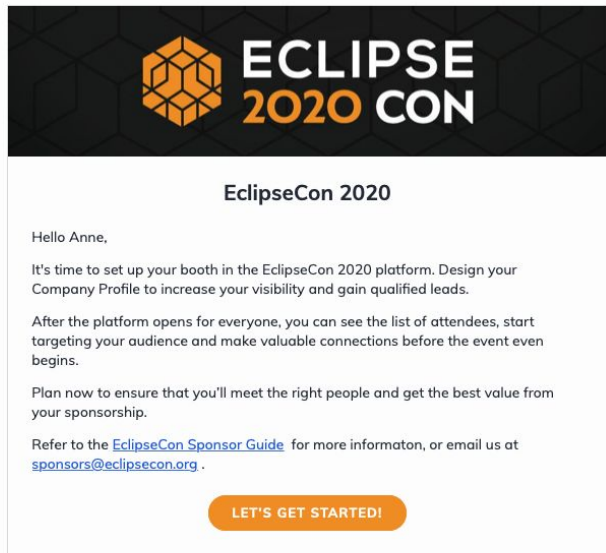 ECLIPSE
2020 CON
EclipseCon 2020
Hello Anne,
It's time to set up your booth in the EclipseCon 2020 platform. Design your
Company Profile to increase your visibility and gain qualified leads.
After the platform opens for everyone, you can see the list of attendees, start
targeting your audience and make valuable connections before the event even
begins.
Plan now to ensure that you'll meet the right people and get the best value from
your sponsorship.
Refer to the EclipseCon Sponsor Guide for more informaton, or email us at
sponsors@eclipsecon.org .
LET'S GET STARTED!